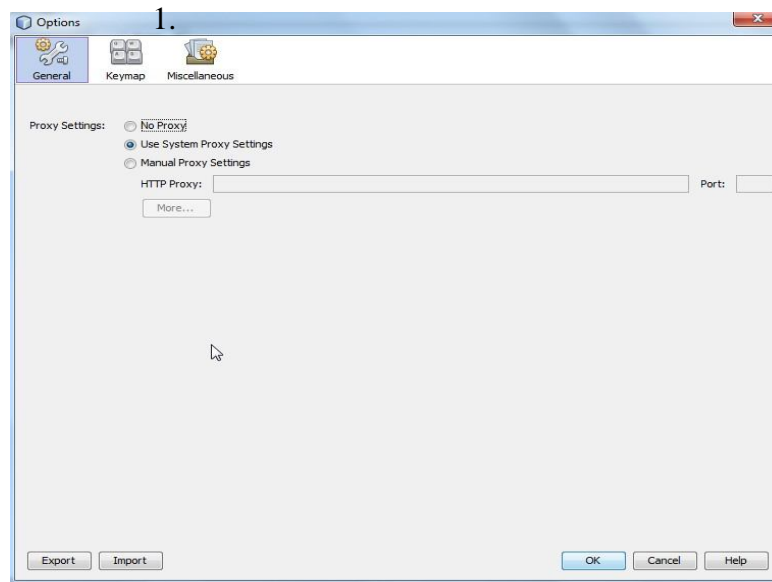 1.
Options
General Keymap Miscellaneous
Proxy Settings: No Proxy
Use System Proxy Settings
Manual Proxy Settings
HTTP Proxy: Port:
More...
Export Import OK Cancel Help